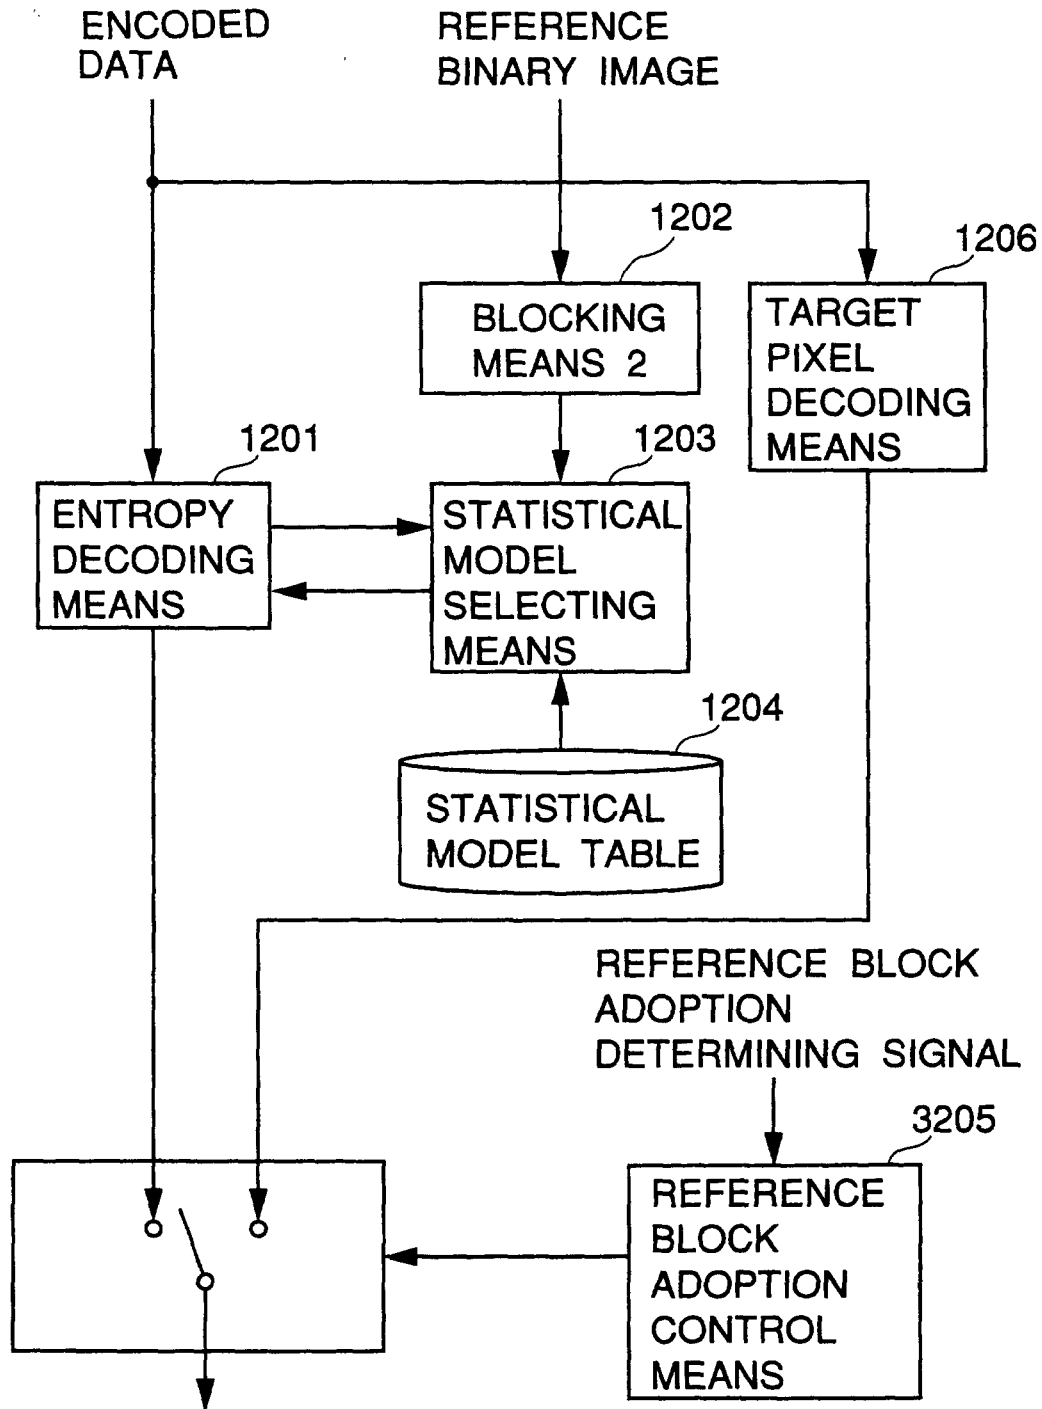 ENCODED
DATA
REFERENCE
BINARY IMAGE
1202
1206
BLOCKING
MEANS 2
TARGET
PIXEL
DECODING
MEANS
1201
1203
ENTROPY
DECODING
MEANS
STATISTICAL
MODEL
SELECTING
MEANS
1204
STATISTICAL
MODEL TABLE
REFERENCE BLOCK
ADOPTION
DETERMINING SIGNAL
3205
REFERENCE
BLOCK
ADOPTION
CONTROL
MEANS